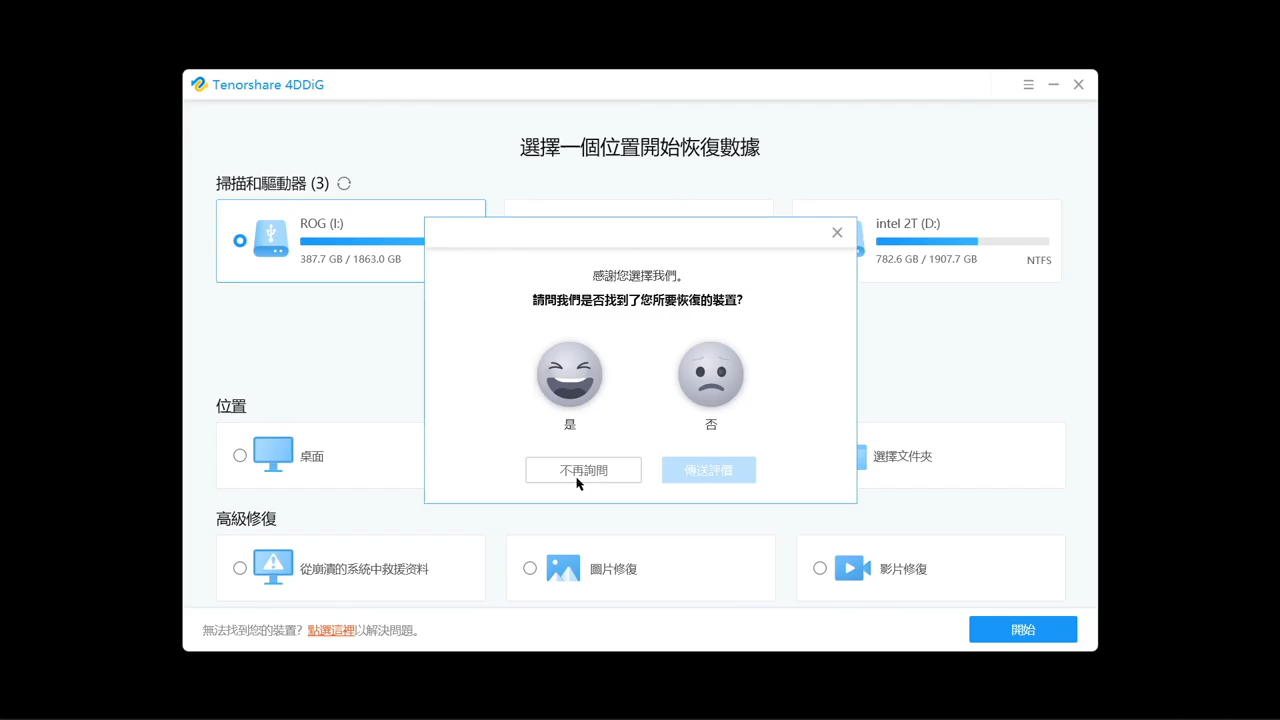 Tenorshare 4DDiG
選擇一個位置開始恢復數據
掃描和驅動器 (3)
ROG (I:)
387.7 GB / 1863.0 GB
intel 2T (D:)
782.6 GB / 1907.7 GB
NTFS
感謝您選擇我們。
請問我們是否找到了您所要恢復的裝置?
是
否
不再詢問
傳送評價
位置
桌面
選擇文件夾
高級修復
從崩潰的系統中救援资料
圖片修復
影片修復
無法找到您的裝置? 點選這裡以解決問題。
開始